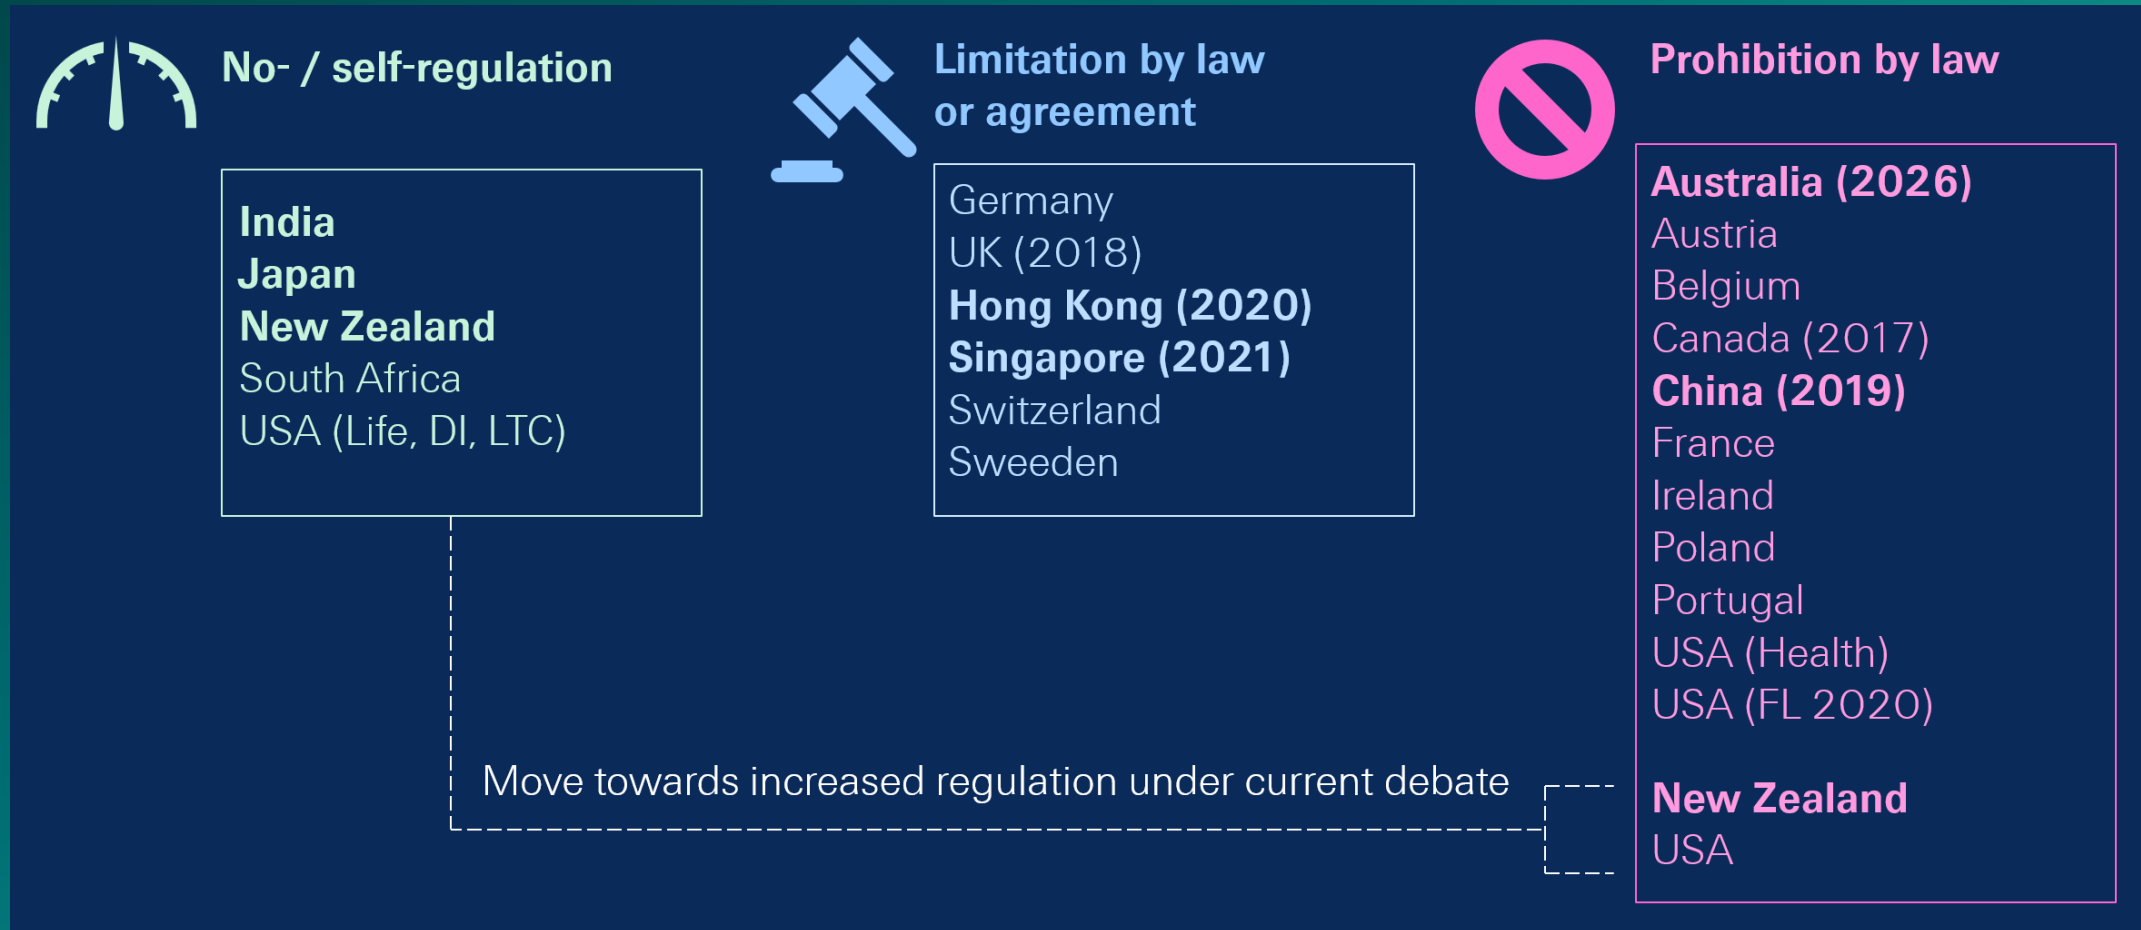 No- / self-regulation
India
Japan
New Zealand
South Africa
USA (Life, DI, LTC)
Limitation by law
or agreement
Germany
UK (2018)
Hong Kong (2020)
Singapore (2021)
Switzerland
Sweeden
Prohibition by law
Australia (2026)
Austria
Belgium
Canada (2017)
China (2019)
France
Ireland
Poland
Portugal
USA (Health)
USA (FL 2020)
Move towards increased regulation under current debate
New Zealand
USA